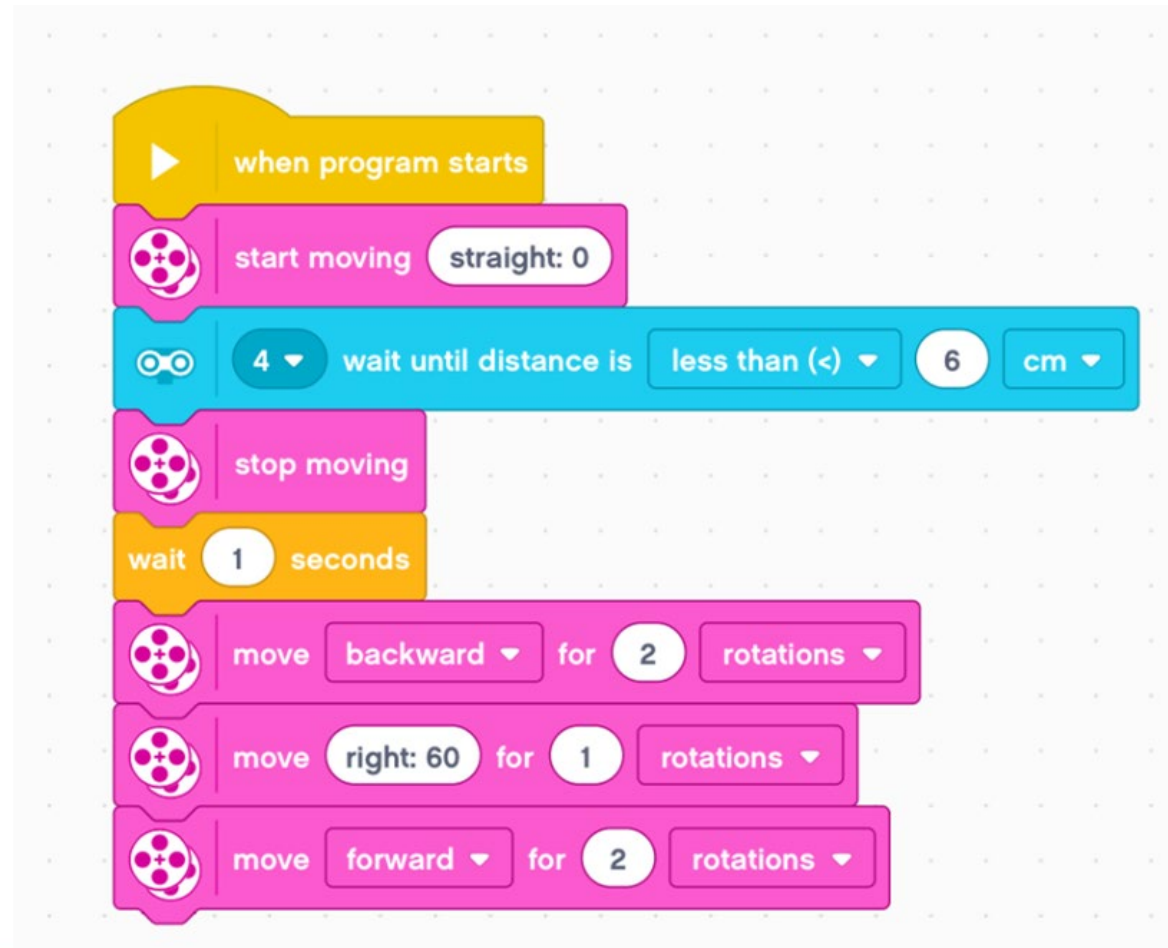 when program starts
start moving straight: 0
4 wait until distance is less than (<) 6 cm
stop moving
wait 1 seconds
move backward for 2 rotations
move right: 60 for 1 rotations
move forward for 2 rotations